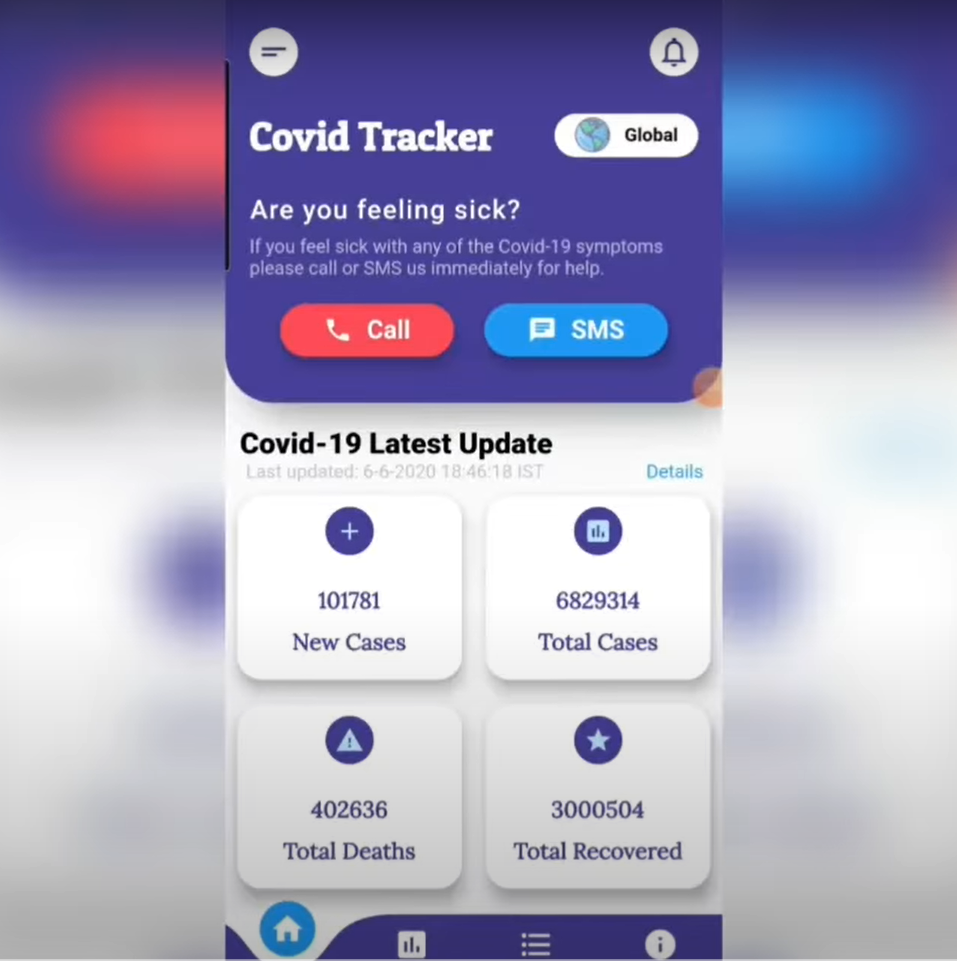 Covid Tracker
Global
Are you feeling sick?
If you feel sick with any of the Covid-19 symptoms
please call or SMS us immediately for help.
Call
SMS
Covid-19 Latest Update
Last updated: 6-6-2020 18:46:18 IST
Details
101781
New Cases
6829314
Total Cases
402636
Total Deaths
3000504
Total Recovered